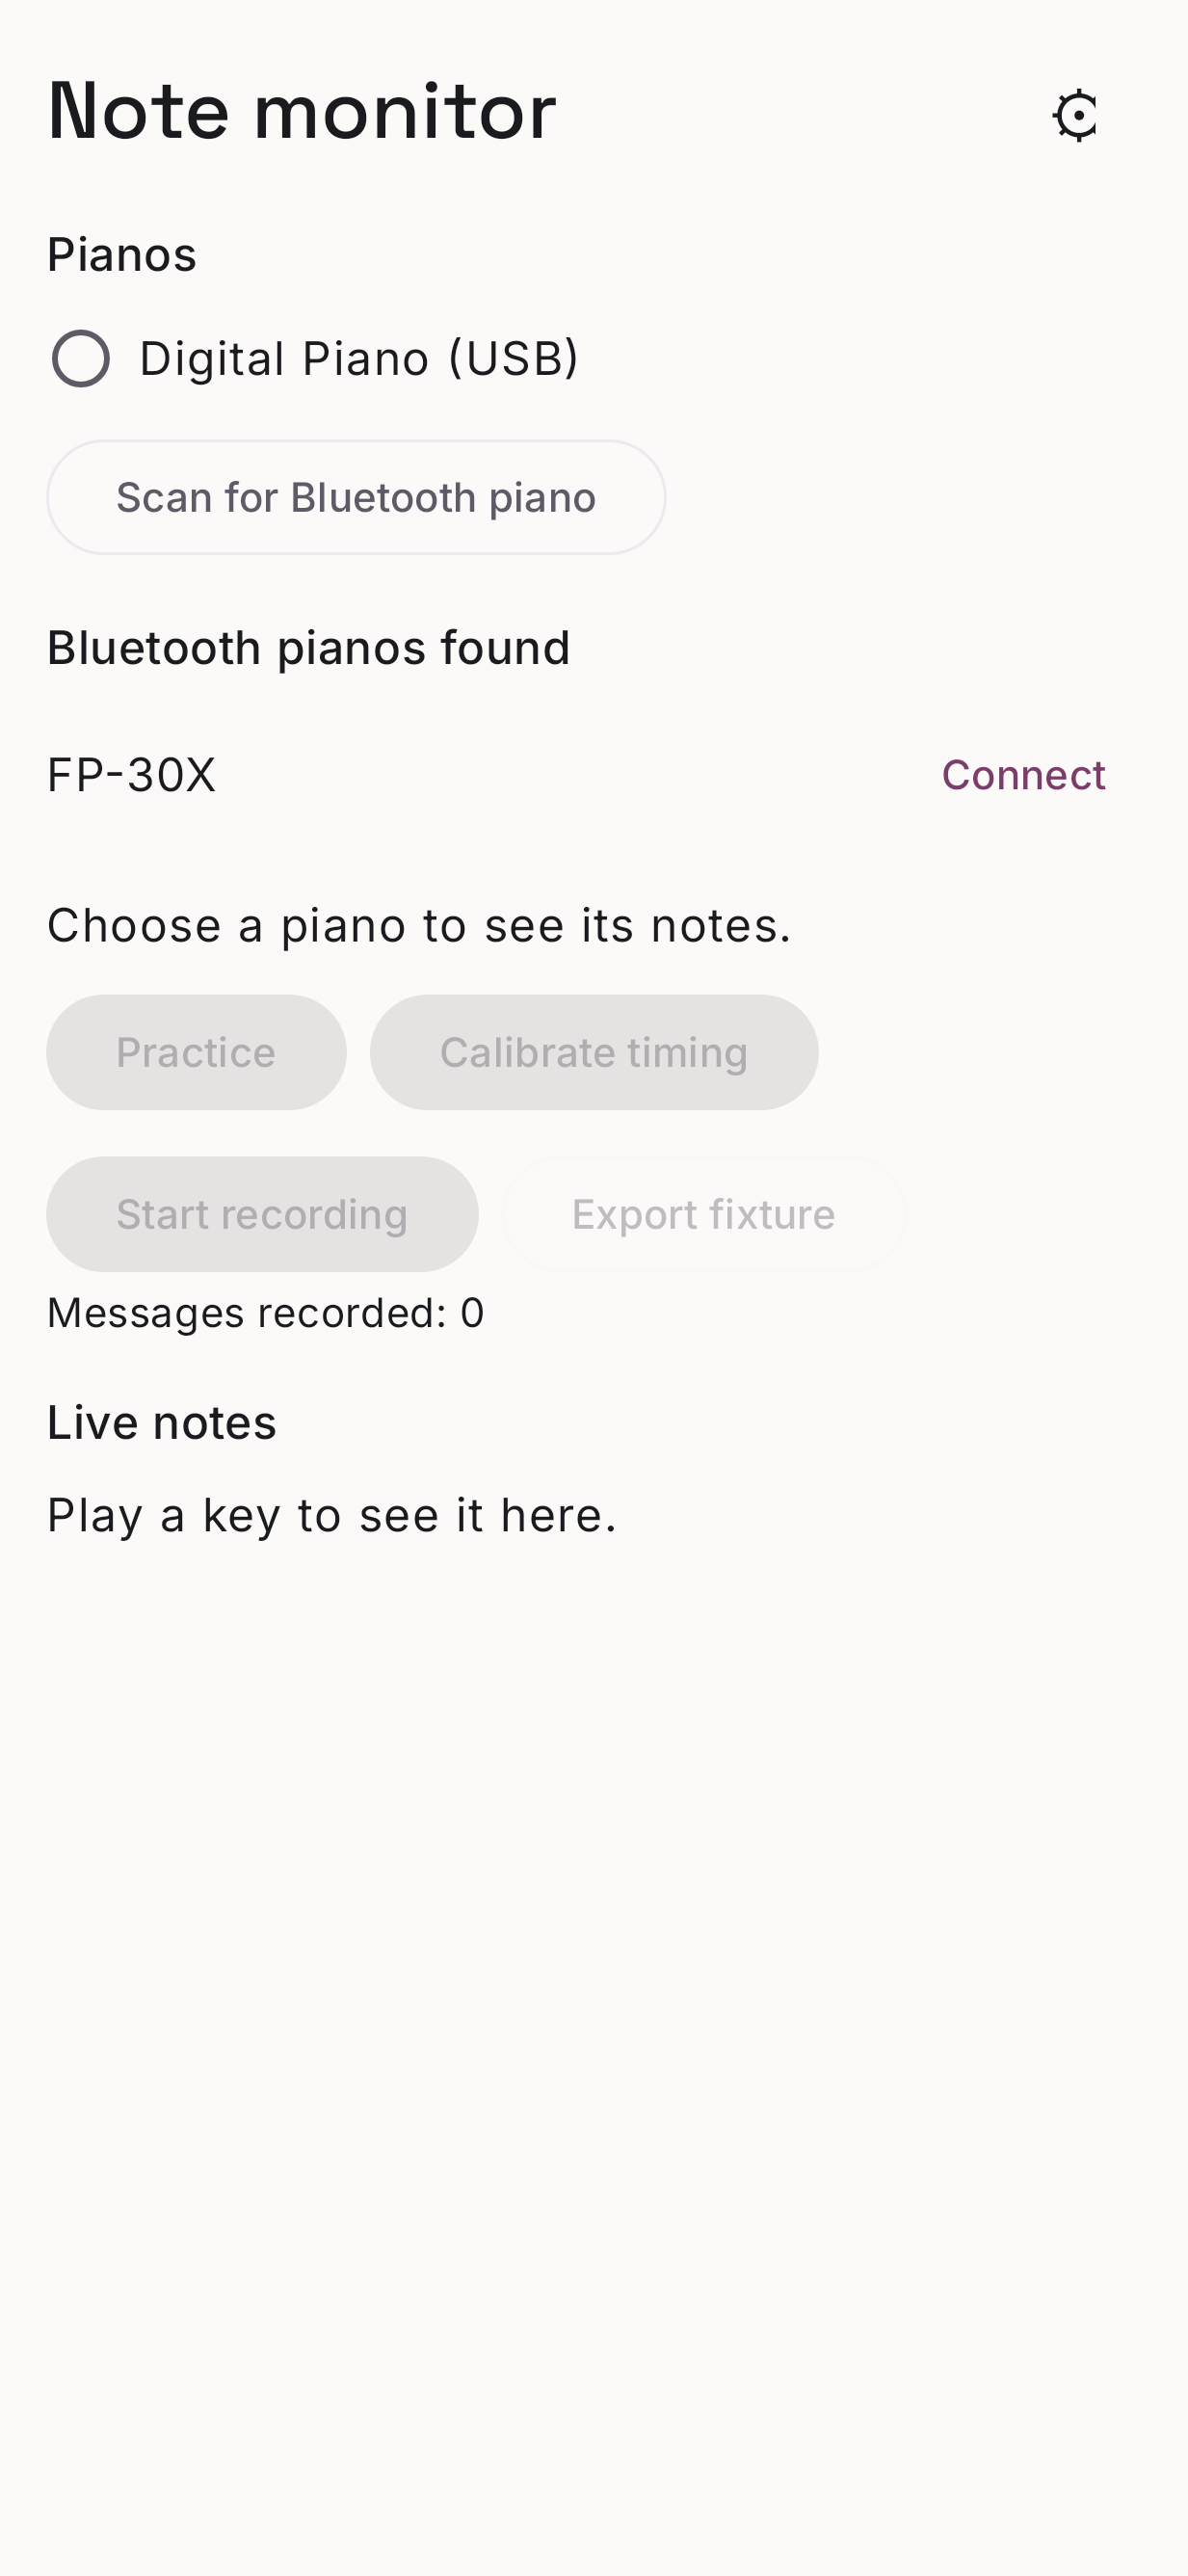 Note monitor
Pianos
Digital Piano (USB)
Scan for Bluetooth piano
Bluetooth pianos found
FP-30X
Connect
Choose a piano to see its notes.
Practice
Calibrate timing
Start recording
Export fixture
Messages recorded: 0
Live notes
Play a key to see it here.